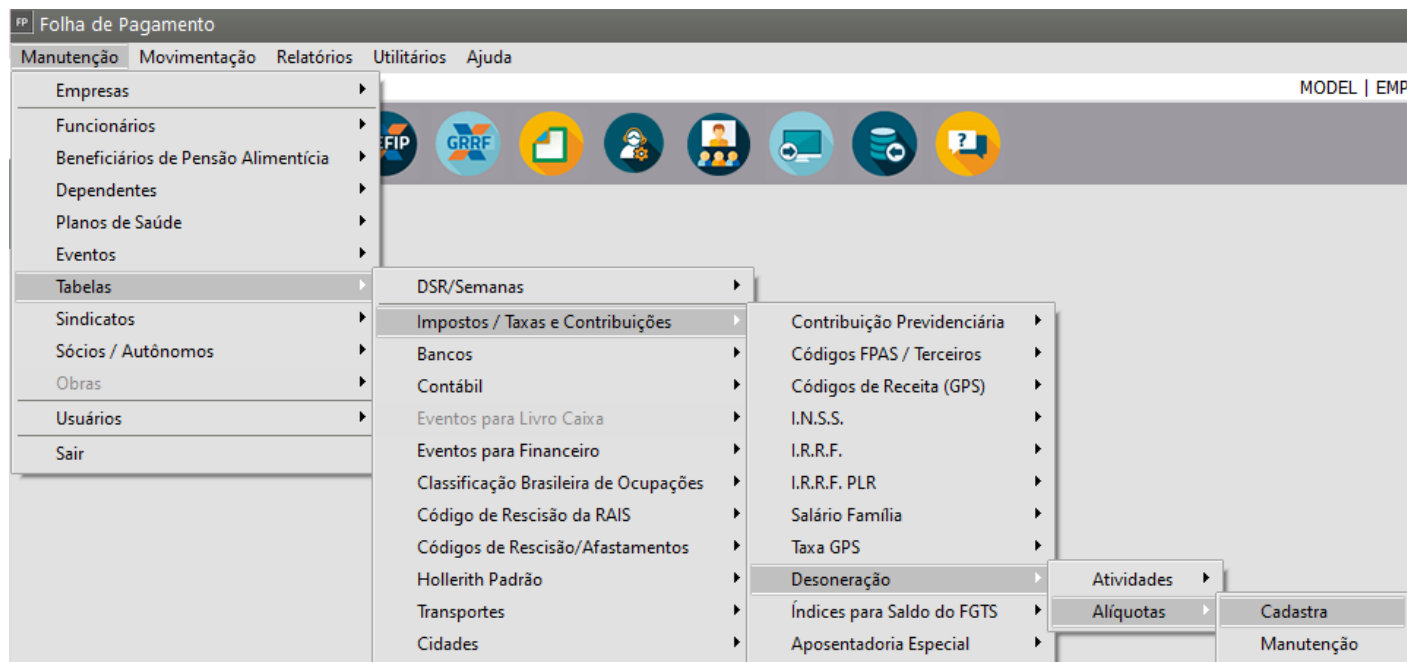 FP Folha de Pagamento
Manutenção Movimentação Relatórios Utilitários Ajuda
MODEL | EMP
Empresas
Funcionários
Beneficiários de Pensão Alimentícia
Dependentes
Planos de Saúde
Eventos
Tabelas
Sindicatos
Sócios / Autônomos
Obras
Usuários
Sair
EFIP
GRRF
?
DSR/Semanas
Impostos / Taxas e Contribuições
Bancos
Contábil
Eventos para Livro Caixa
Eventos para Financeiro
Classificação Brasileira de Ocupações
Código de Rescisão da RAIS
Códigos de Rescisão/Afastamentos
Hollerith Padrão
Transportes
Cidades
Contribuição Previdenciária
Códigos FPAS / Terceiros
Códigos de Receita (GPS)
I.N.S.S.
I.R.R.F.
I.R.R.F. PLR
Salário Família
Taxa GPS
Desoneração
Índices para Saldo do FGTS
Aposentadoria Especial
Atividades
Alíquotas
Cadastra
Manutenção